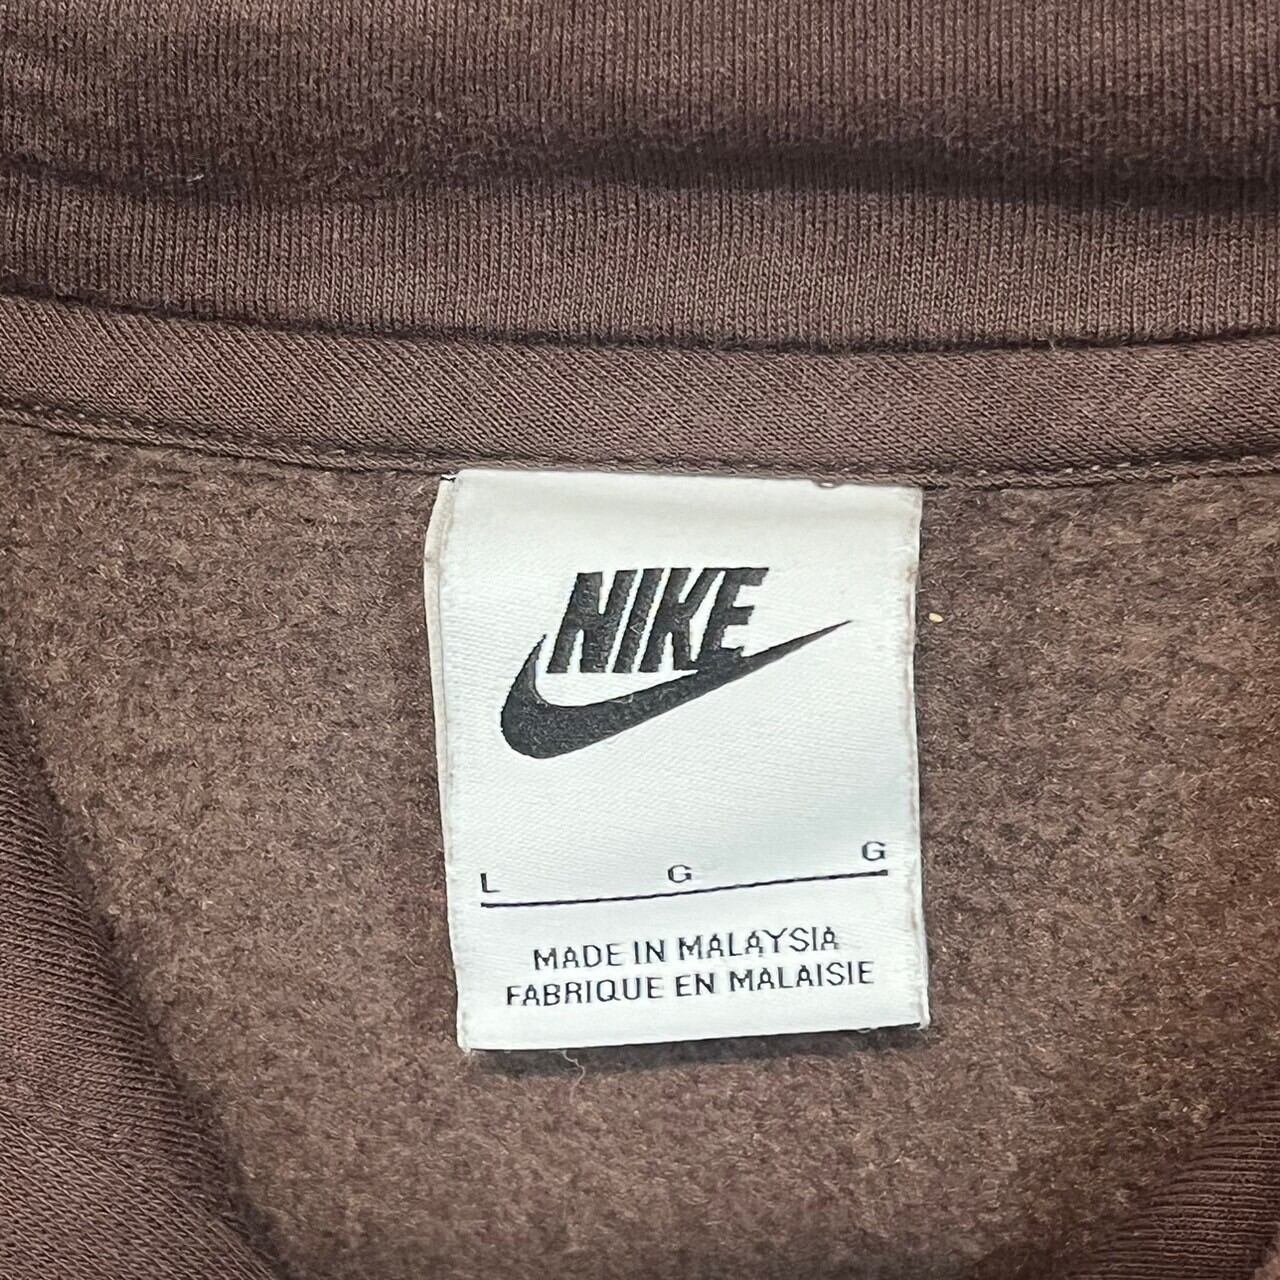 NIKE
L G G
MADE IN MALAYSIA
FABRIQUE EN MALAISIE